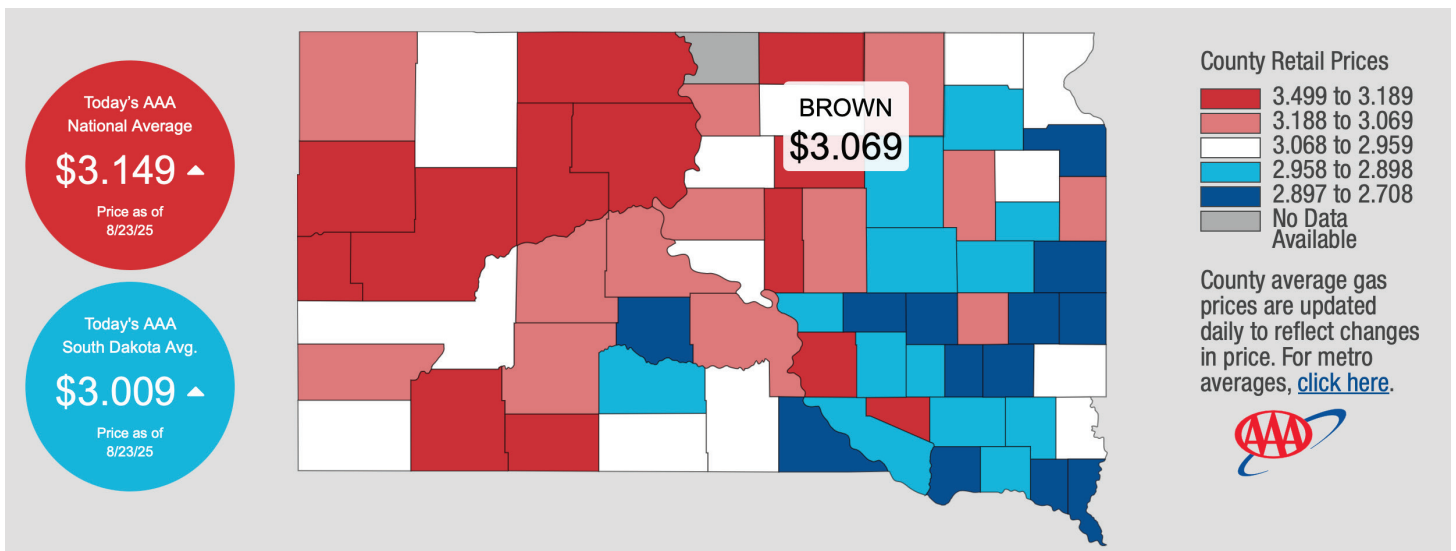 Today's AAA
National Average
$3.149
Price as of
8/23/25
Today's AAA
South Dakota Avg.
$3.009
Price as of
8/23/25
BROWN
$3.069
County Retail Prices
3.499 to 3.189
3.188 to 3.069
3.068 to 2.959
2.958 to 2.898
2.897 to 2.708
No Data
Available
County average gas
prices are updated
daily to reflect changes
in price. For metro
averages, click here.
AAA